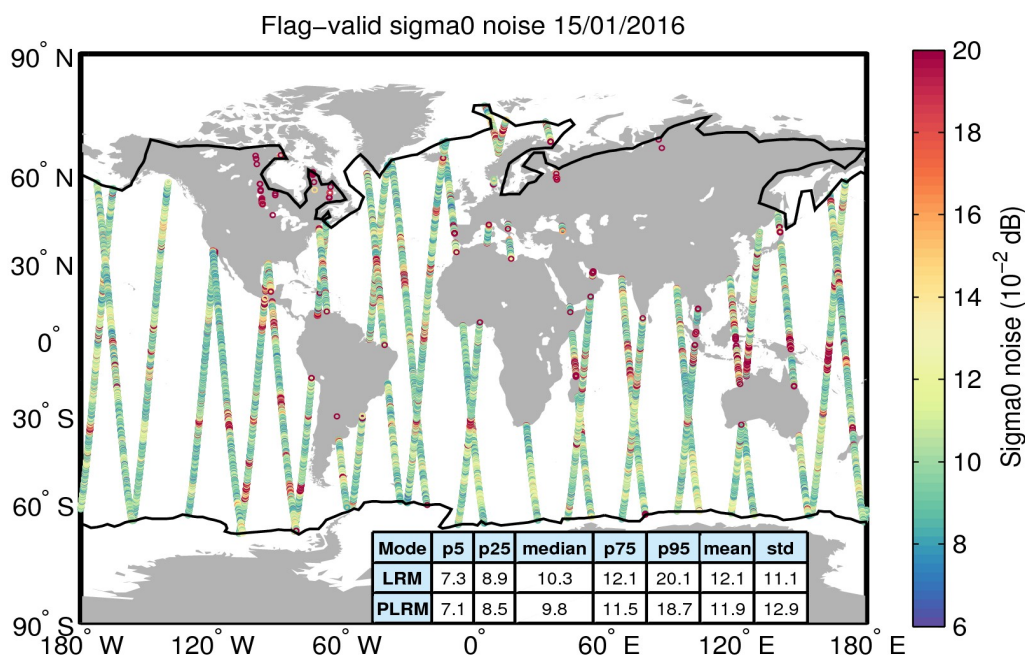 Flag−valid sigma0 noise 15/01/2016
90° N
60° N
30° N
0°
30° S
60° S
90° S
180° W
120° W
60° W
0°
60° E
120° E
180° E
Mode p5 p25 median p75 p95 mean std
LRM 7.3 8.9 10.3 12.1 20.1 12.1 11.1
PLRM 7.1 8.5 9.8 11.5 18.7 11.9 12.9
20
18
16
14
12
10
8
6
Sigma0 noise (10⁻² dB)